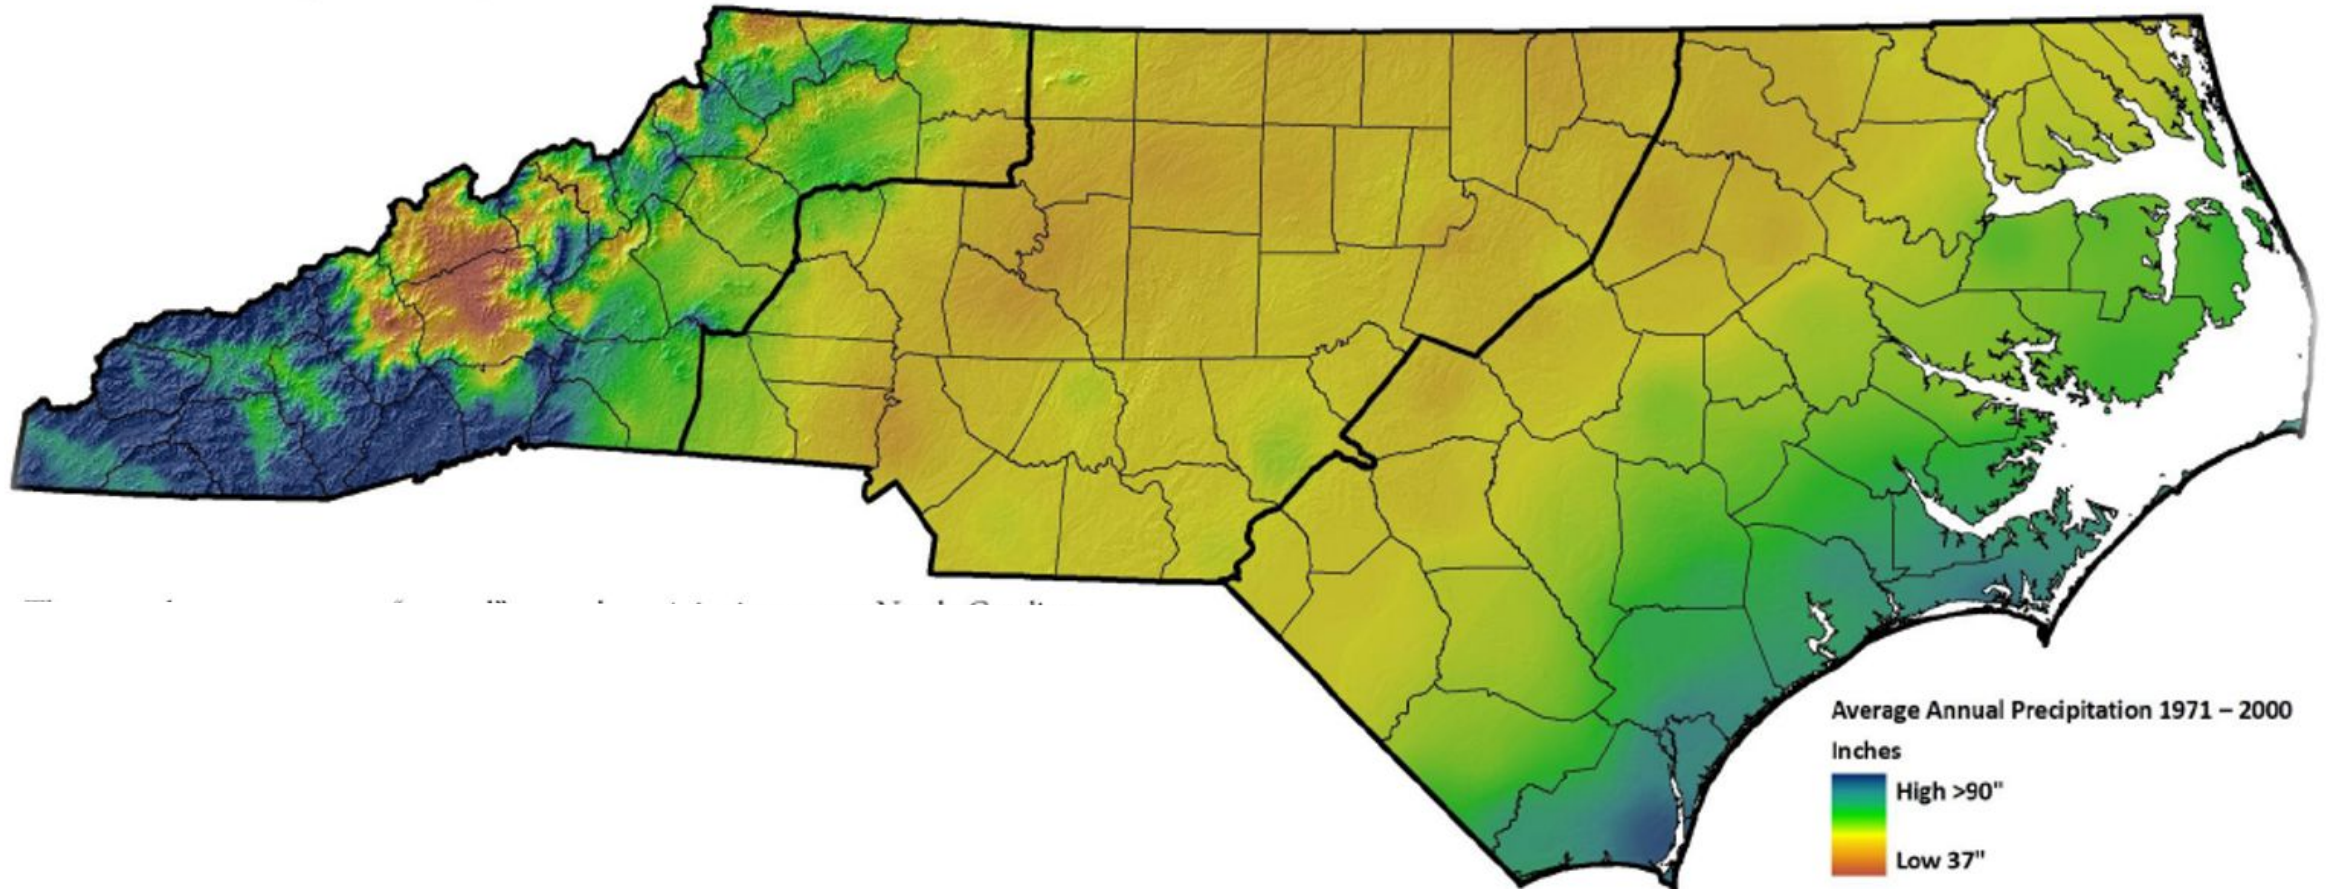 Average Annual Precipitation 1971 – 2000
Inches
High >90"
Low 37"